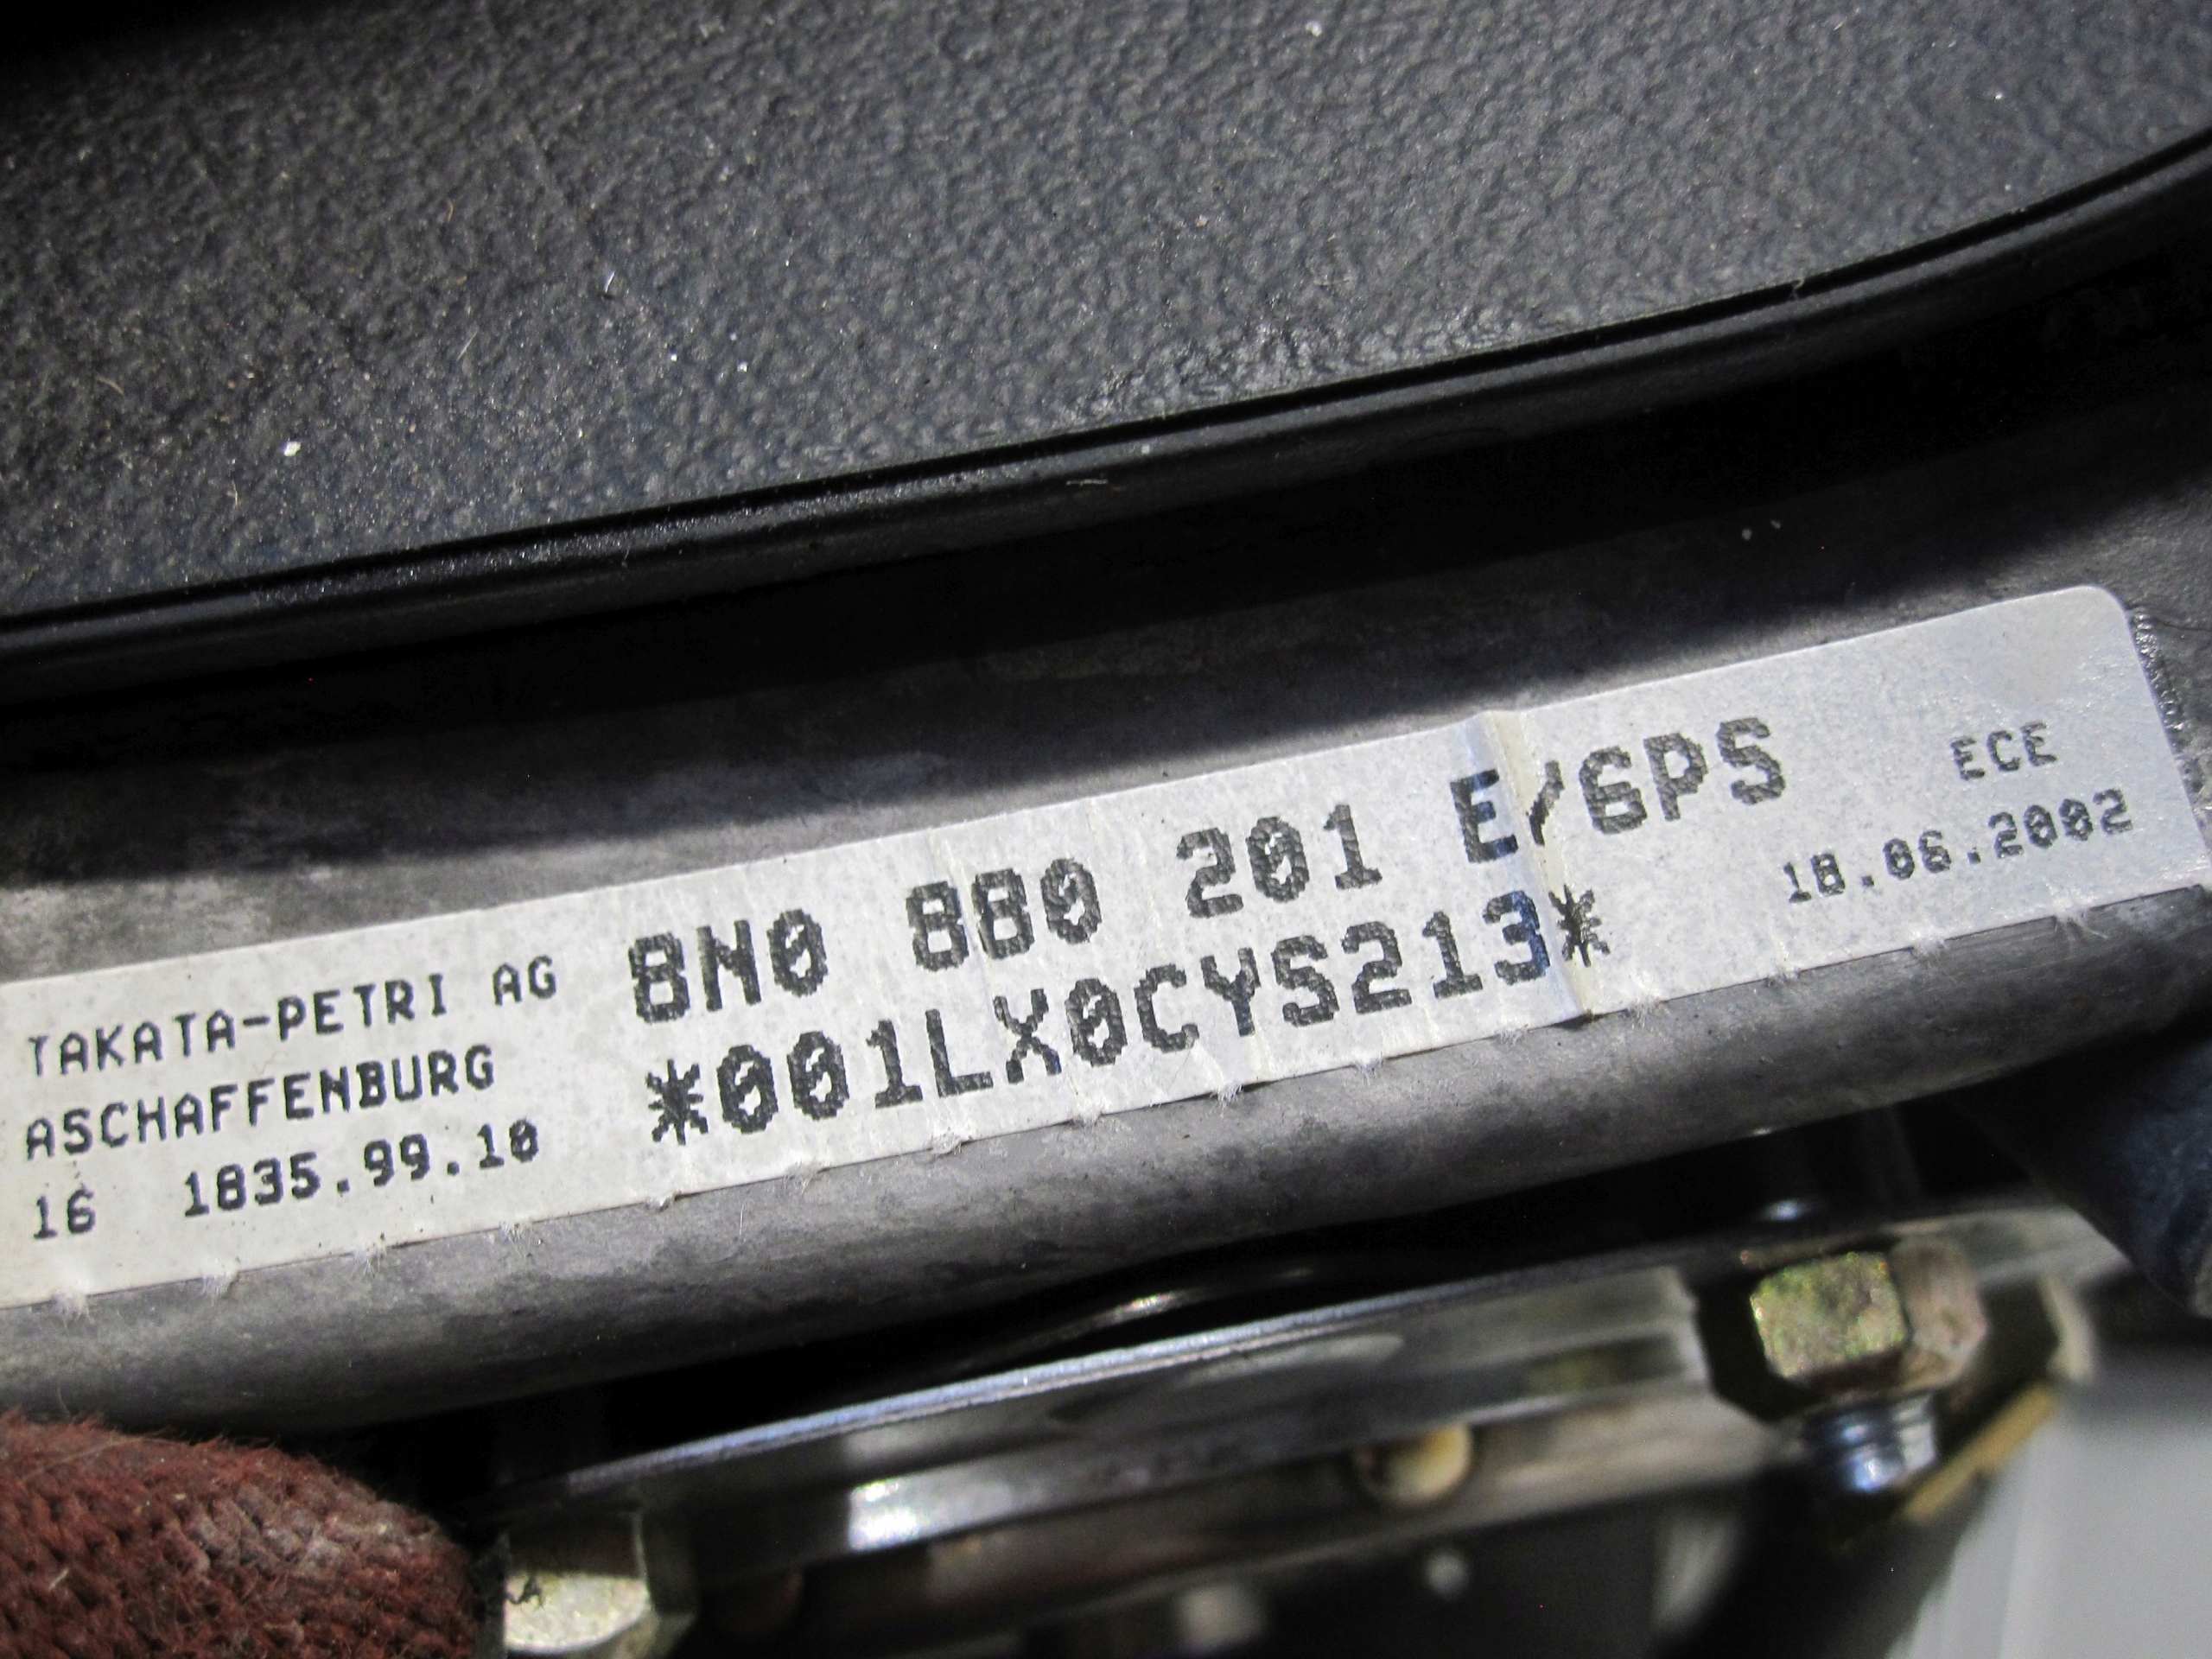 TAKATA-PETRI AG
ASCHAFFENBURG
16 1835.99.10
8N0 880 201 E/6PS
*001LX0CYS213*
ECE
18.06.2002